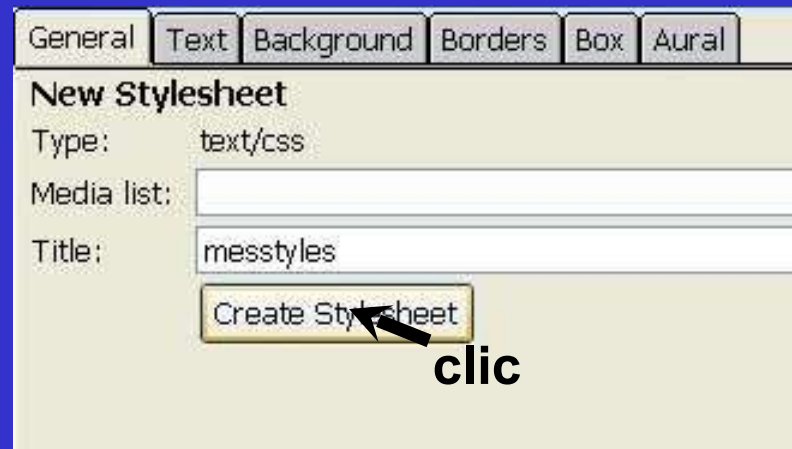 General Text Background Borders Box Aural
New Stylesheet
Type: text/css
Media list:
Title: messtyles
Create Stylesheet
clic